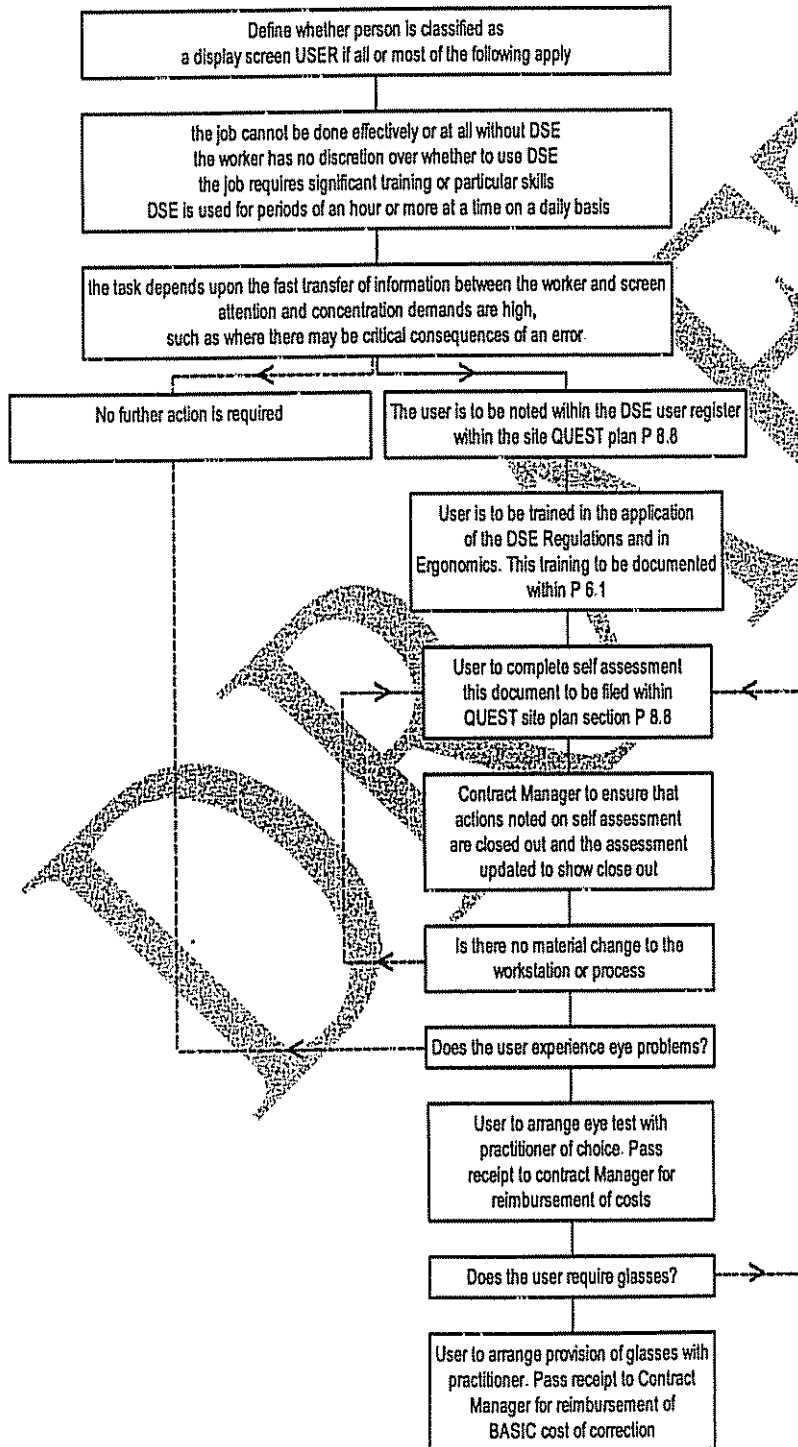 Define whether person is classified as
a display screen USER if all or most of the following apply
the job cannot be done effectively or at all without DSE
the worker has no discretion over whether to use DSE
the job requires significant training or particular skills
DSE is used for periods of an hour or more at a time on a daily basis
the task depends upon the fast transfer of information between the worker and screen
attention and concentration demands are high,
such as where there may be critical consequences of an error.
No further action is required
The user is to be noted within the DSE user register
within the site QUEST plan P 8.8
User is to be trained in the application
of the DSE Regulations and in
Ergonomics. This training to be documented
within P 6.1
User to complete self assessment
this document to be filed within
QUEST site plan section P 8.8
Contract Manager to ensure that
actions noted on self assessment
are closed out and the assessment
updated to show close out
Is there no material change to the
workstation or process
Does the user experience eye problems?
User to arrange eye test with
practitioner of choice. Pass
receipt to contract Manager for
reimbursement of costs
Does the user require glasses?
User to arrange provision of glasses with
practitioner. Pass receipt to Contract
Manager for reimbursement of
BASIC cost of correction